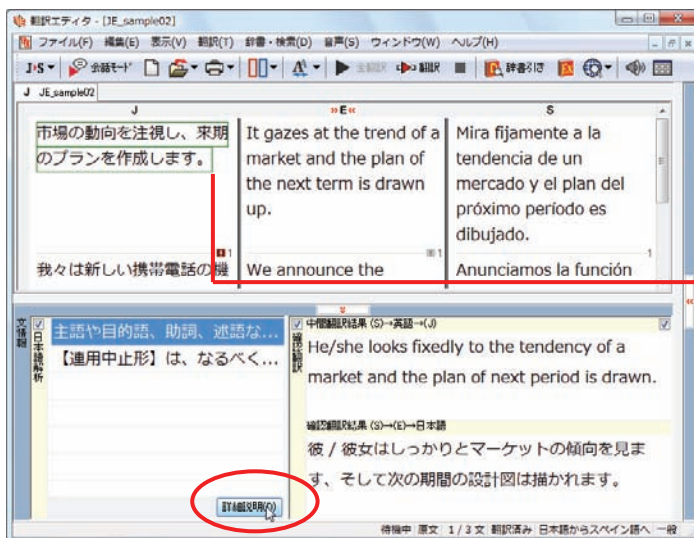 翻訳エディタ - [JE_sample02]
ファイル(F) 編集(E) 表示(V) 翻訳(T) 辞書・検索(D) 音声(S) ウィンドウ(W) ヘルプ(H)
J▸S 会話モード 全翻訳 翻訳 辞書引き
J JE_sample02
J
市場の動向を注視し、来期
のプランを作成します。
1
我々は新しい携帯電話の機
»E«
It gazes at the trend of a
market and the plan of
the next term is drawn
up.
1
We announce the
S
Mira fijamente a la
tendencia de un
mercado y el plan del
próximo período es
dibujado.
1
Anunciamos la función
文情報
日本語解析
主語や目的語、助詞、述語な...
【連用中止形】は、なるべく...
詳細説明(Q)
確認翻訳
中間翻訳結果 (S)→英語→(J)
He/she looks fixedly to the tendency of a
market and the plan of next period is drawn.
確認翻訳結果 (S)→(E)→日本語
彼 / 彼女はしっかりとマーケットの傾向を見ま
す、そして次の期間の設計図は描かれます。
待機中 原文 1 / 3 文 翻訳済み 日本語からスペイン語へ 一般